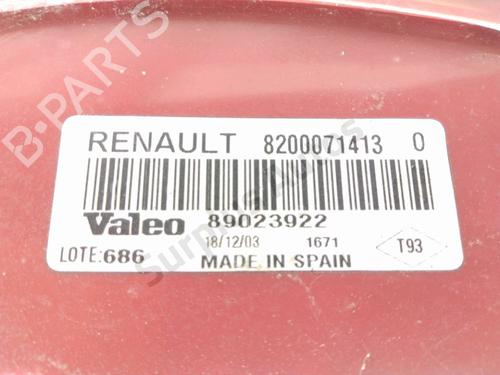 B-PARTS
RENAULT 8200071413 0
Valeo 89023922
18/12/03 1671 T93
LOTE:686 MADE IN SPAIN